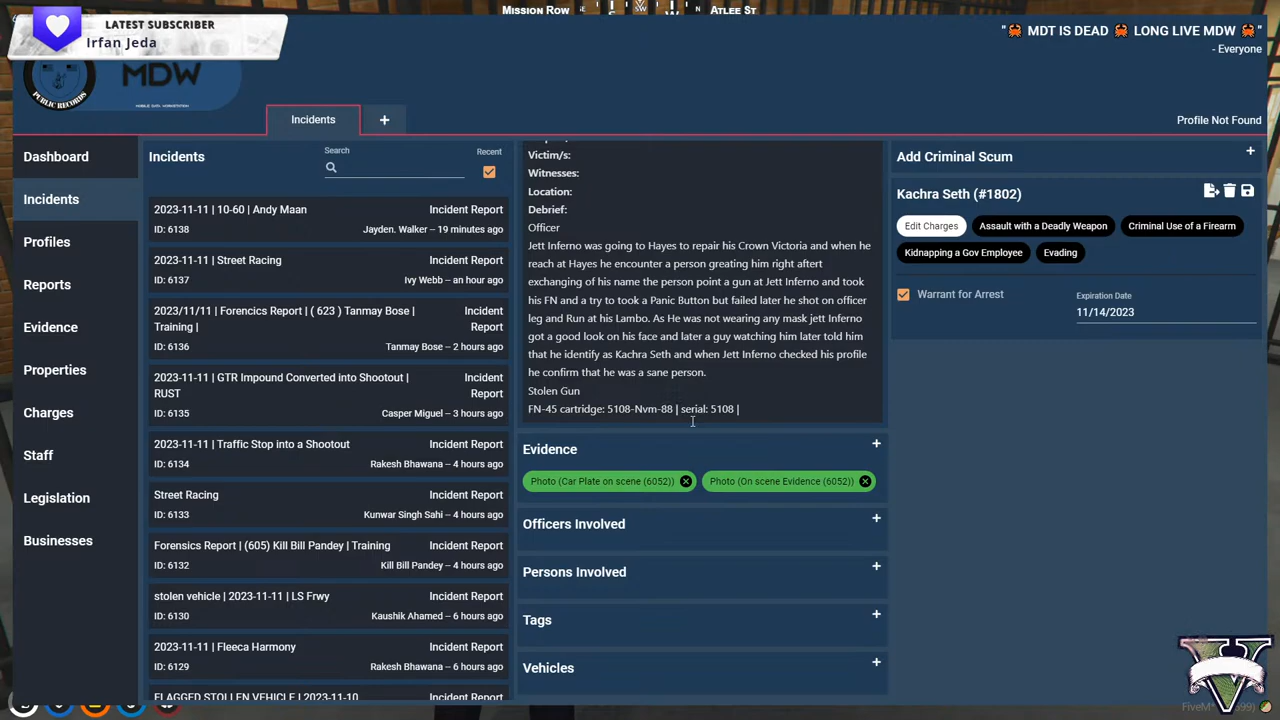 Mission Row
Atlee St
LATEST SUBSCRIBER
Irfan Jeda
" MDT IS DEAD LONG LIVE MDW "
- Everyone
PUBLIC RECORDS
MDW
MOBILE DATA WORKSTATION
Incidents
+
Profile Not Found
Dashboard
Incidents
Profiles
Reports
Evidence
Properties
Charges
Staff
Legislation
Businesses
Incidents
Search
Recent
2023-11-11 | 10-60 | Andy Maan Incident Report
ID: 6138 Jayden. Walker – 19 minutes ago
2023-11-11 | Street Racing Incident Report
ID: 6137 Ivy Webb – an hour ago
2023/11/11 | Forencics Report | ( 623 ) Tanmay Bose | Incident
Training | Report
ID: 6136 Tanmay Bose – 2 hours ago
2023-11-11 | GTR Impound Converted into Shootout | Incident
RUST Report
ID: 6135 Casper Miguel – 3 hours ago
2023-11-11 | Traffic Stop into a Shootout Incident Report
ID: 6134 Rakesh Bhawana – 4 hours ago
Street Racing Incident Report
ID: 6133 Kunwar Singh Sahi – 4 hours ago
Forensics Report | (605) Kill Bill Pandey | Training Incident Report
ID: 6132 Kill Bill Pandey – 4 hours ago
stolen vehicle | 2023-11-11 | LS Frwy Incident Report
ID: 6130 Kaushik Ahamed – 6 hours ago
2023-11-11 | Fleeca Harmony Incident Report
ID: 6129 Rakesh Bhawana – 6 hours ago
FLAGGED STOLLEN VEHICLE | 2023-11-10 Incident Report
Victim/s:
Witnesses:
Location:
Debrief:
Officer
Jett Inferno was going to Hayes to repair his Crown Victoria and when he
reach at Hayes he encounter a person greating him right aftert
exchanging of his name the person point a gun at Jett Inferno and took
his FN and a try to took a Panic Button but failed later he shot on officer
leg and Run at his Lambo. As He was not wearing any mask jett Inferno
got a good look on his face and later a guy watching him later told him
that he identify as Kachra Seth and when Jett Inferno checked his profile
he confirm that he was a sane person.
Stolen Gun
FN-45 cartridge: 5108-Nvm-88 | serial: 5108 |
Evidence +
Photo (Car Plate on scene (6052)) Photo (On scene Evidence (6052))
Officers Involved +
Persons Involved +
Tags +
Vehicles +
Add Criminal Scum +
Kachra Seth (#1802)
Edit Charges Assault with a Deadly Weapon Criminal Use of a Firearm
Kidnapping a Gov Employee Evading
Warrant for Arrest
Expiration Date
11/14/2023
V